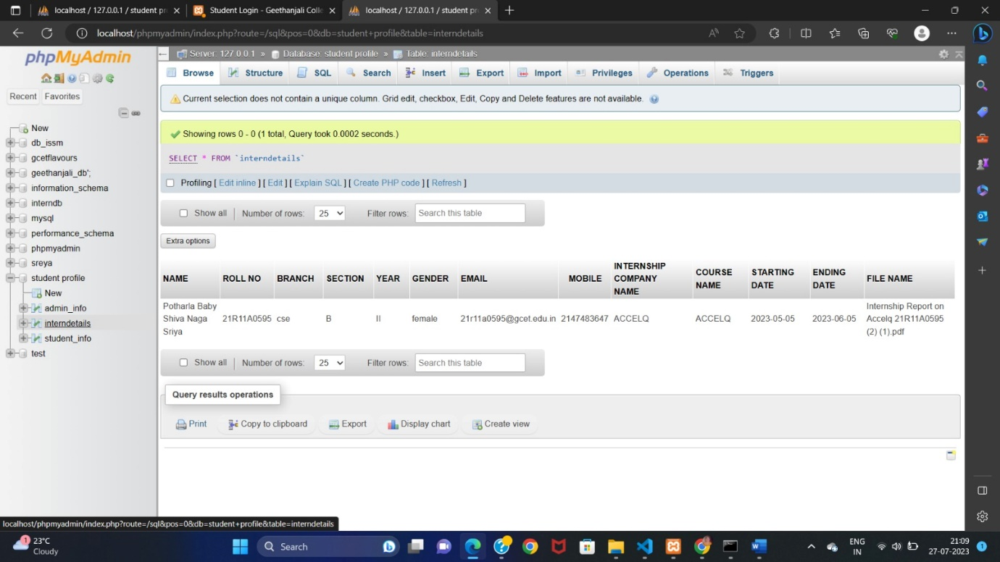 localhost / 127.0.0.1 / student pr
Student Login - Geethanjali Colle
localhost / 127.0.0.1 / student pr
localhost/phpmyadmin/index.php?route=/sql&pos=0&db=student+profile&table=interndetails
phpMyAdmin
Recent Favorites
New
db_issm
gcetflavours
geethanjali_db';
information_schema
interndb
mysql
performance_schema
phpmyadmin
sreya
student profile
New
admin_info
interndetails
student_info
test
Server: 127.0.0.1 » Database: student profile » Table: interndetails
Browse Structure SQL Search Insert Export Import Privileges Operations Triggers
Current selection does not contain a unique column. Grid edit, checkbox, Edit, Copy and Delete features are not available.
Showing rows 0 - 0 (1 total, Query took 0.0002 seconds.)
SELECT * FROM `interndetails`
Profiling [ Edit inline ] [ Edit ] [ Explain SQL ] [ Create PHP code ] [ Refresh ]
Show all Number of rows: 25 Filter rows: Search this table
Extra options
NAME ROLL NO BRANCH SECTION YEAR GENDER EMAIL MOBILE INTERNSHIP COMPANY NAME COURSE NAME STARTING DATE ENDING DATE FILE NAME
Potharla Baby Shiva Naga Sriya 21R11A0595 cse B II female 21r11a0595@gcet.edu.in 2147483647 ACCELQ ACCELQ 2023-05-05 2023-06-05 Internship Report on Accelq 21R11A0595 (2) (1).pdf
Show all Number of rows: 25 Filter rows: Search this table
Query results operations
Print Copy to clipboard Export Display chart Create view
localhost/phpmyadmin/index.php?route=/sql&pos=0&db=student+profile&table=interndetails
1
23°C
Cloudy
Search
ENG
IN
21:09
27-07-2023
1